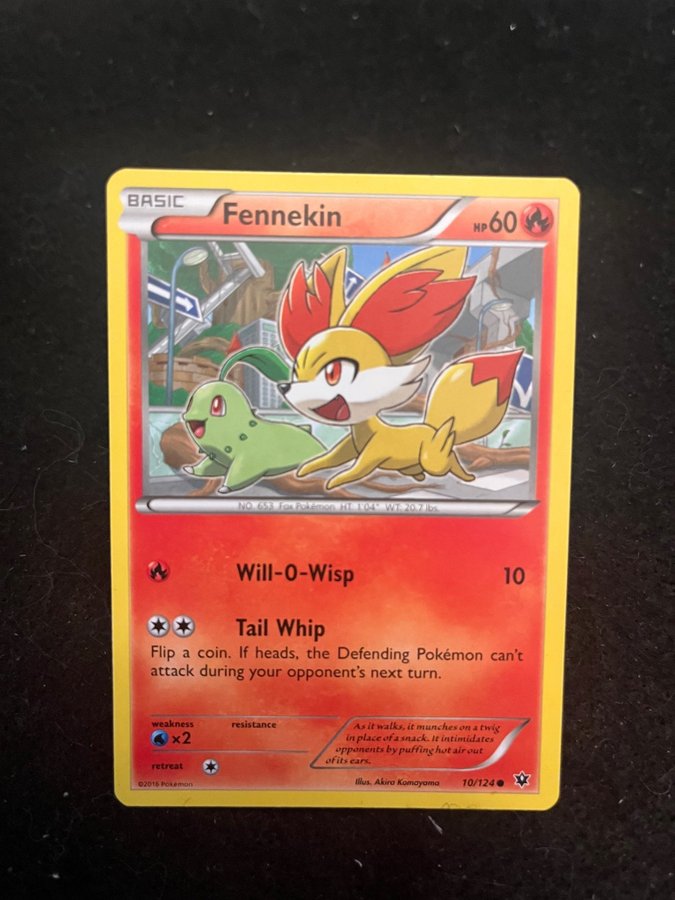 BASIC
Fennekin
HP 60
NO. 653 Fox Pokémon HT: 1'04" WT: 20.7 lbs.
Will-O-Wisp 10
Tail Whip
Flip a coin. If heads, the Defending Pokémon can't
attack during your opponent's next turn.
weakness resistance
×2
retreat
As it walks, it munches on a twig
in place of a snack. It intimidates
opponents by puffing hot air out
of its ears.
©2016 Pokémon
Illus. Akira Komayama
10/124